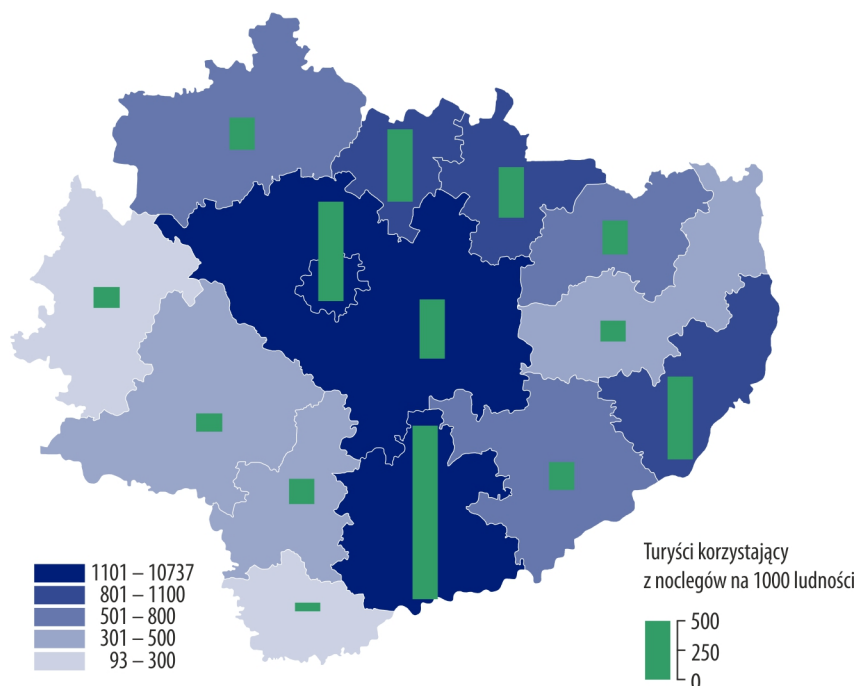 1101 – 10737
801 – 1100
501 – 800
301 – 500
93 – 300
Turyści korzystający
z noclegów na 1000 ludności
500
250
0